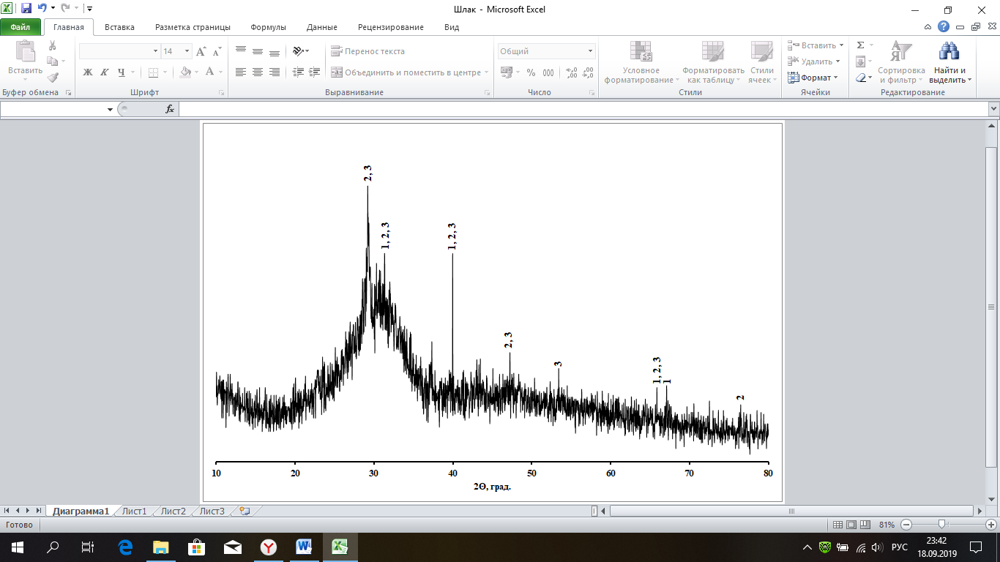 Шлак - Microsoft Excel
Файл Главная Вставка Разметка страницы Формулы Данные Рецензирование Вид
Вставить
Буфер обмена
14
Ж К Ч
Шрифт
Перенос текста
Объединить и поместить в центре
Выравнивание
Общий
% 000
Число
Условное форматирование
Форматировать как таблицу
Стили ячеек
Стили
Вставить
Удалить
Формат
Ячейки
Σ
Сортировка и фильтр
Найти и выделить
Редактирование
fx
2, 3
1, 2, 3
1, 2, 3
2, 3
3
1, 2, 3
1
2
10 20 30 40 50 60 70 80
2Θ, град.
Диаграмма1 Лист1 Лист2 Лист3
Готово
81%
РУС
23:42
18.09.2019